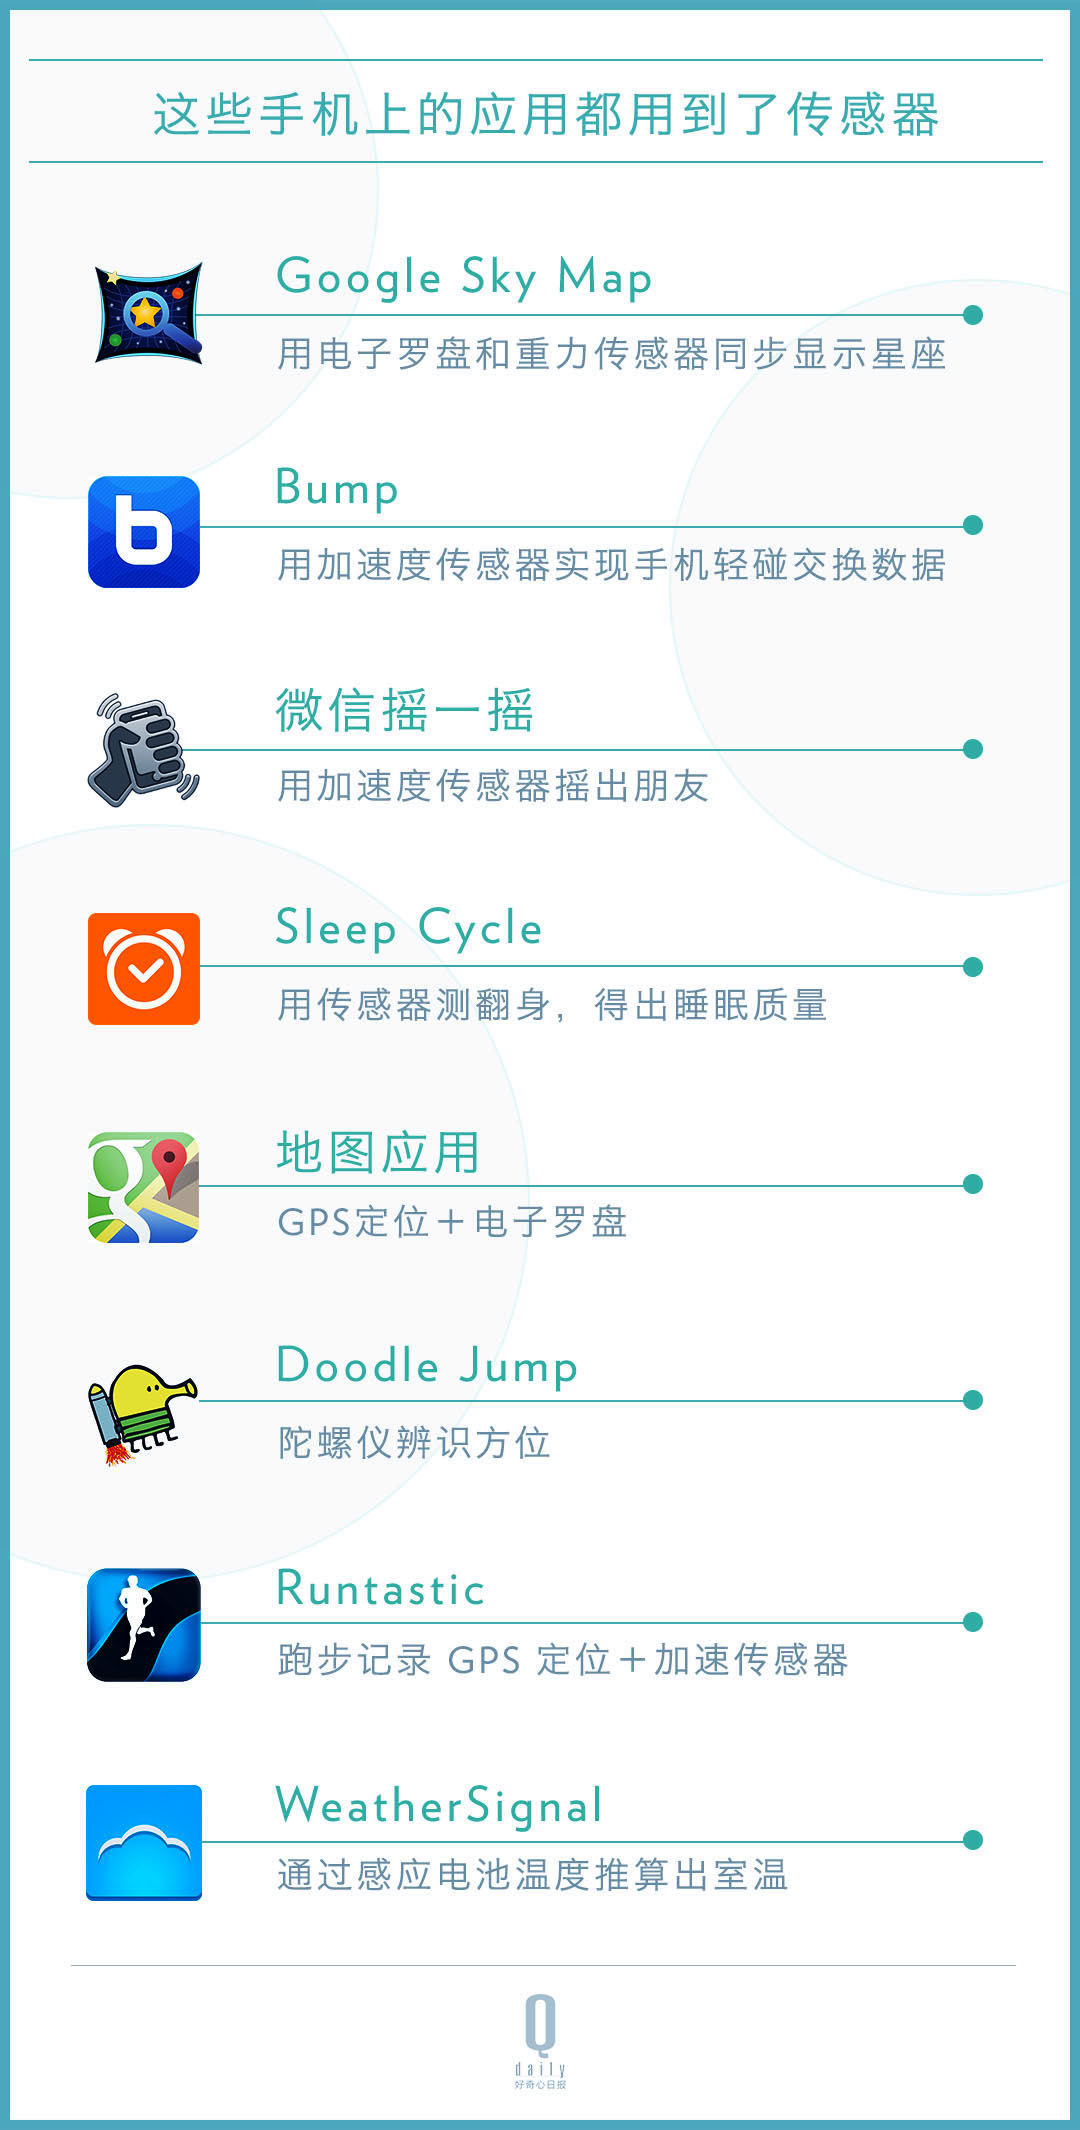 这些手机上的应用都用到了传感器
Google Sky Map
用电子罗盘和重力传感器同步显示星座
b
Bump
用加速度传感器实现手机轻碰交换数据
微信摇一摇
用加速度传感器摇出朋友
Sleep Cycle
用传感器测翻身，得出睡眠质量
g
地图应用
GPS定位＋电子罗盘
Doodle Jump
陀螺仪辨识方位
Runtastic
跑步记录 GPS 定位＋加速传感器
WeatherSignal
通过感应电池温度推算出室温
Q
daily
好奇心日报